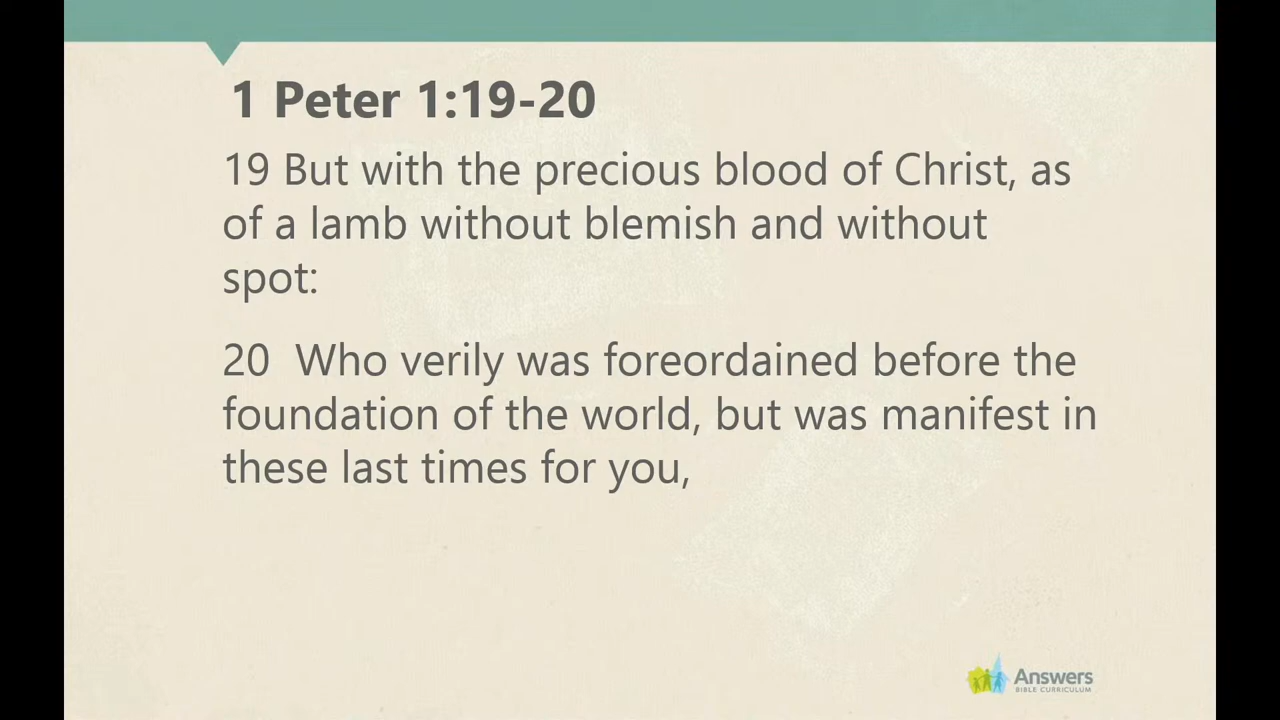 1 Peter 1:19-20
19 But with the precious blood of Christ, as
of a lamb without blemish and without
spot:
20 Who verily was foreordained before the
foundation of the world, but was manifest in
these last times for you,
Answers
BIBLE CURRICULUM